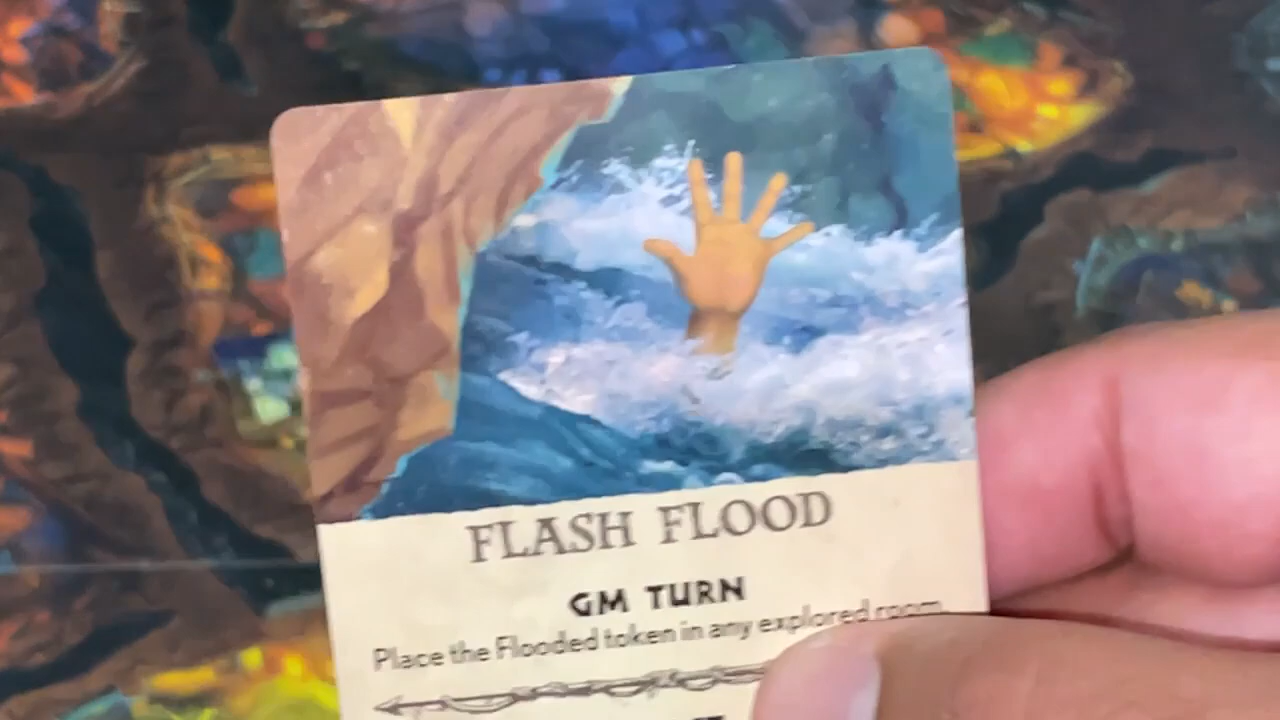 FLASH FLOOD
GM TURN
Place the Flooded token in any explored room.